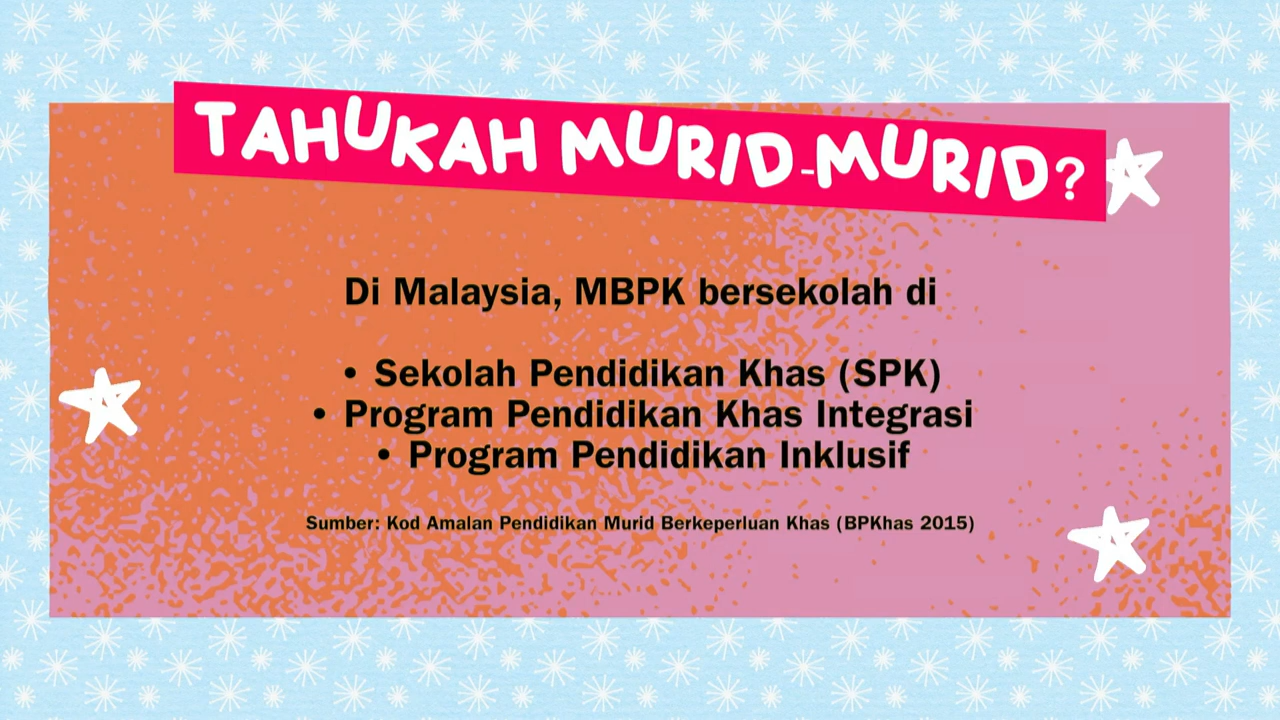 TAHUKAH MURID-MURID?
Di Malaysia, MBPK bersekolah di
• Sekolah Pendidikan Khas (SPK)
• Program Pendidikan Khas Integrasi
• Program Pendidikan Inklusif
Sumber: Kod Amalan Pendidikan Murid Berkeperluan Khas (BPKhas 2015)